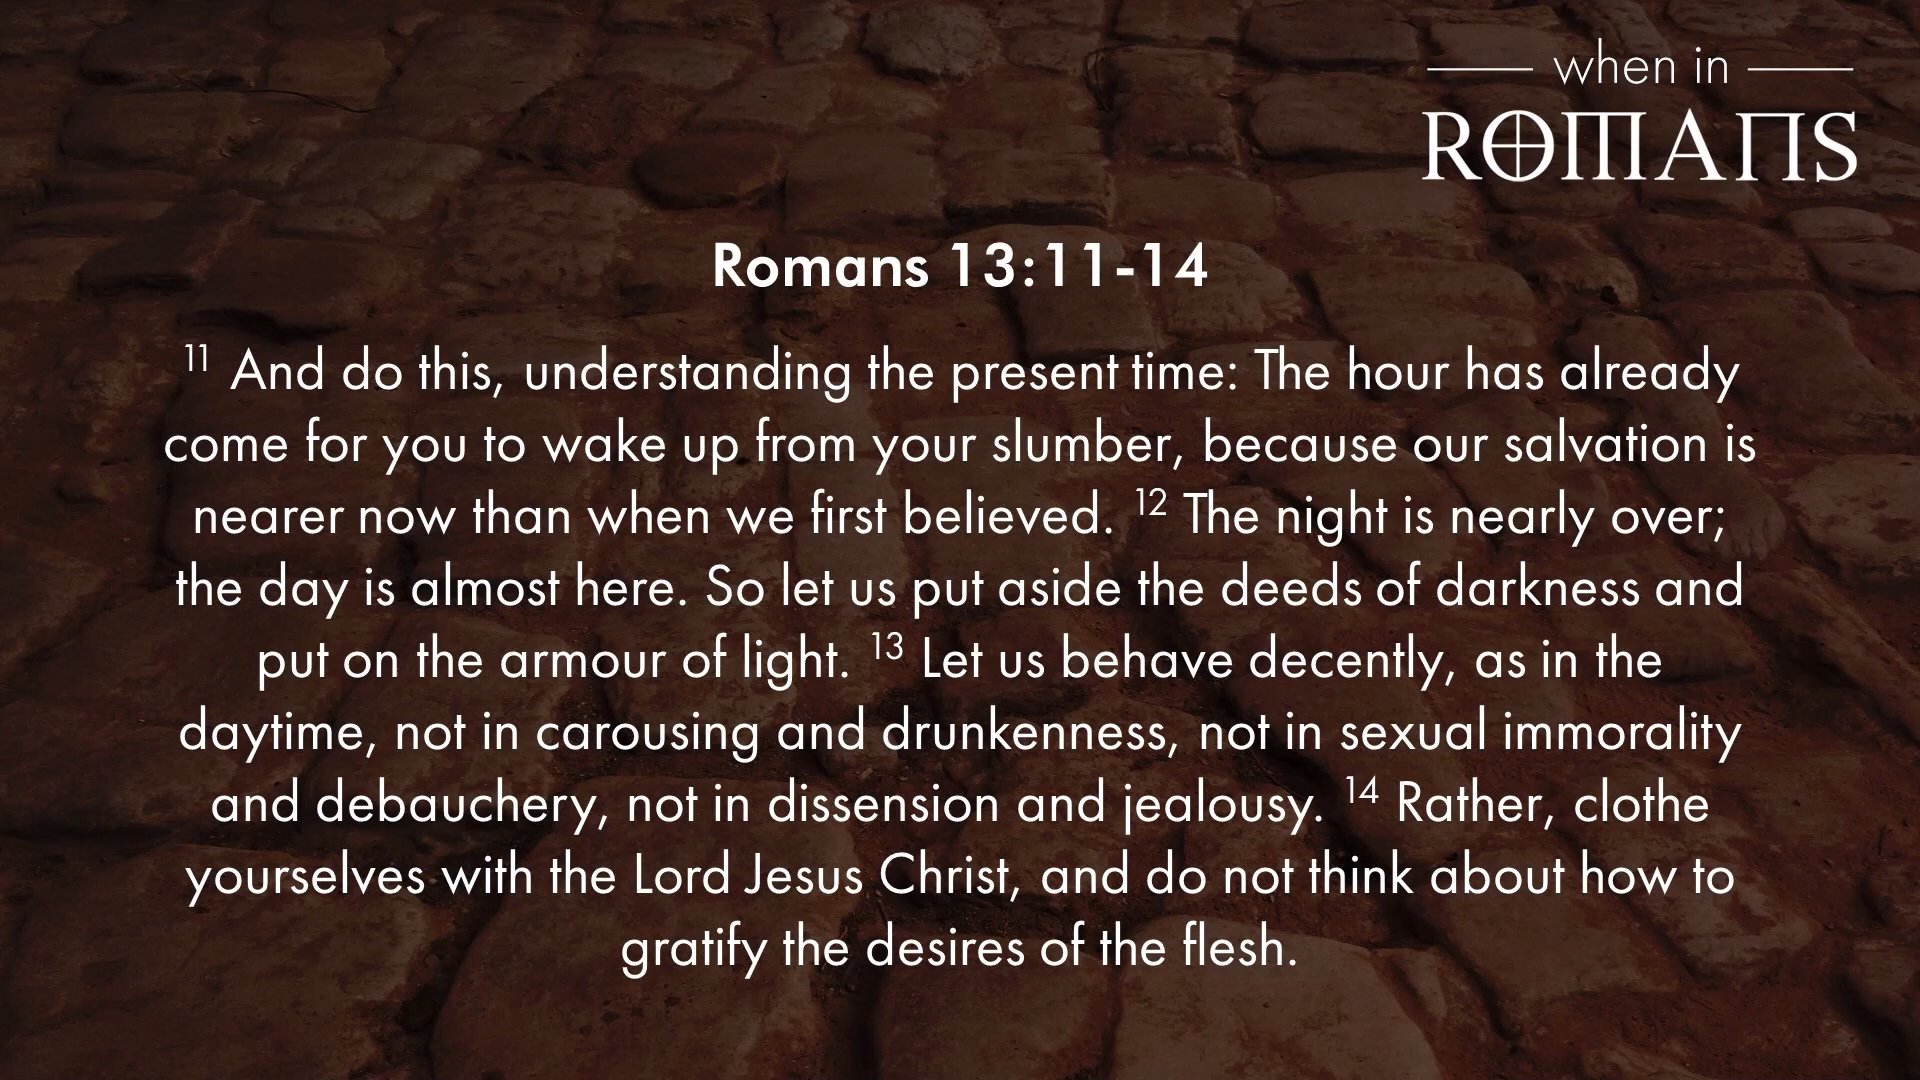 when in
ROMANS
Romans 13:11-14
11 And do this, understanding the present time: The hour has already
come for you to wake up from your slumber, because our salvation is
nearer now than when we first believed. 12 The night is nearly over;
the day is almost here. So let us put aside the deeds of darkness and
put on the armour of light. 13 Let us behave decently, as in the
daytime, not in carousing and drunkenness, not in sexual immorality
and debauchery, not in dissension and jealousy. 14 Rather, clothe
yourselves with the Lord Jesus Christ, and do not think about how to
gratify the desires of the flesh.